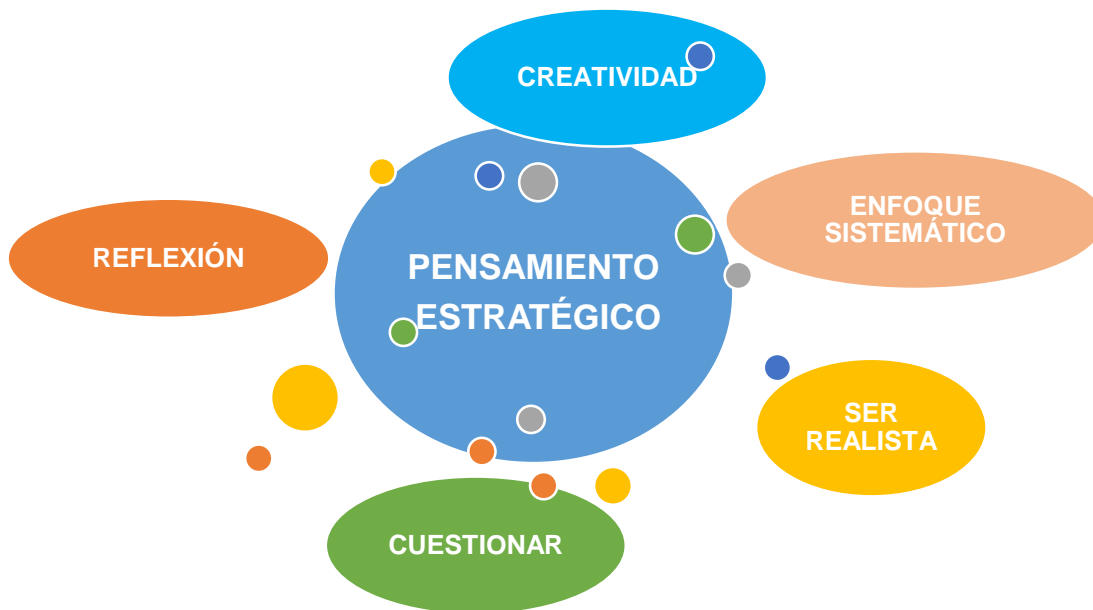 CREATIVIDAD
ENFOQUE
SISTEMÁTICO
REFLEXIÓN
PENSAMIENTO
ESTRATÉGICO
SER
REALISTA
CUESTIONAR